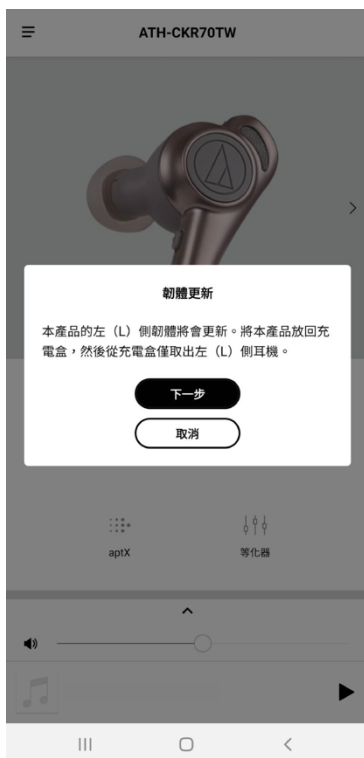 ATH-CKR70TW
韌體更新
本產品的左（L）側韌體將會更新。將本產品放回充
電盒，然後從充電盒僅取出左（L）側耳機。
下一步
取消
aptX
等化器